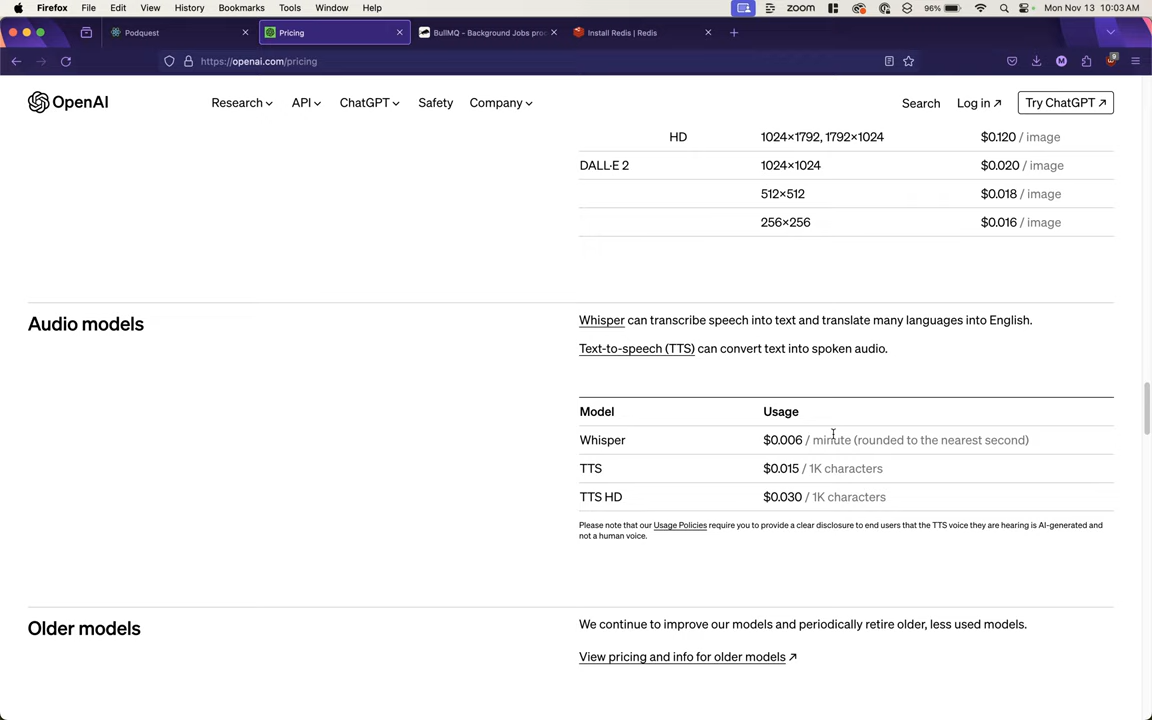 Firefox File Edit View History Bookmarks Tools Window Help zoom 96% Mon Nov 13 10:03 AM
Podquest Pricing BullMQ - Background Jobs pro Install Redis | Redis
https://openai.com/pricing M 9
OpenAI Research API ChatGPT Safety Company Search Log in ↗ Try ChatGPT ↗
HD 1024×1792, 1792×1024 $0.120 / image
DALL·E 2 1024×1024 $0.020 / image
512×512 $0.018 / image
256×256 $0.016 / image
Audio models
Whisper can transcribe speech into text and translate many languages into English.
Text-to-speech (TTS) can convert text into spoken audio.
Model Usage
Whisper $0.006 / minute (rounded to the nearest second)
TTS $0.015 / 1K characters
TTS HD $0.030 / 1K characters
Please note that our Usage Policies require you to provide a clear disclosure to end users that the TTS voice they are hearing is AI-generated and
not a human voice.
Older models
We continue to improve our models and periodically retire older, less used models.
View pricing and info for older models ↗